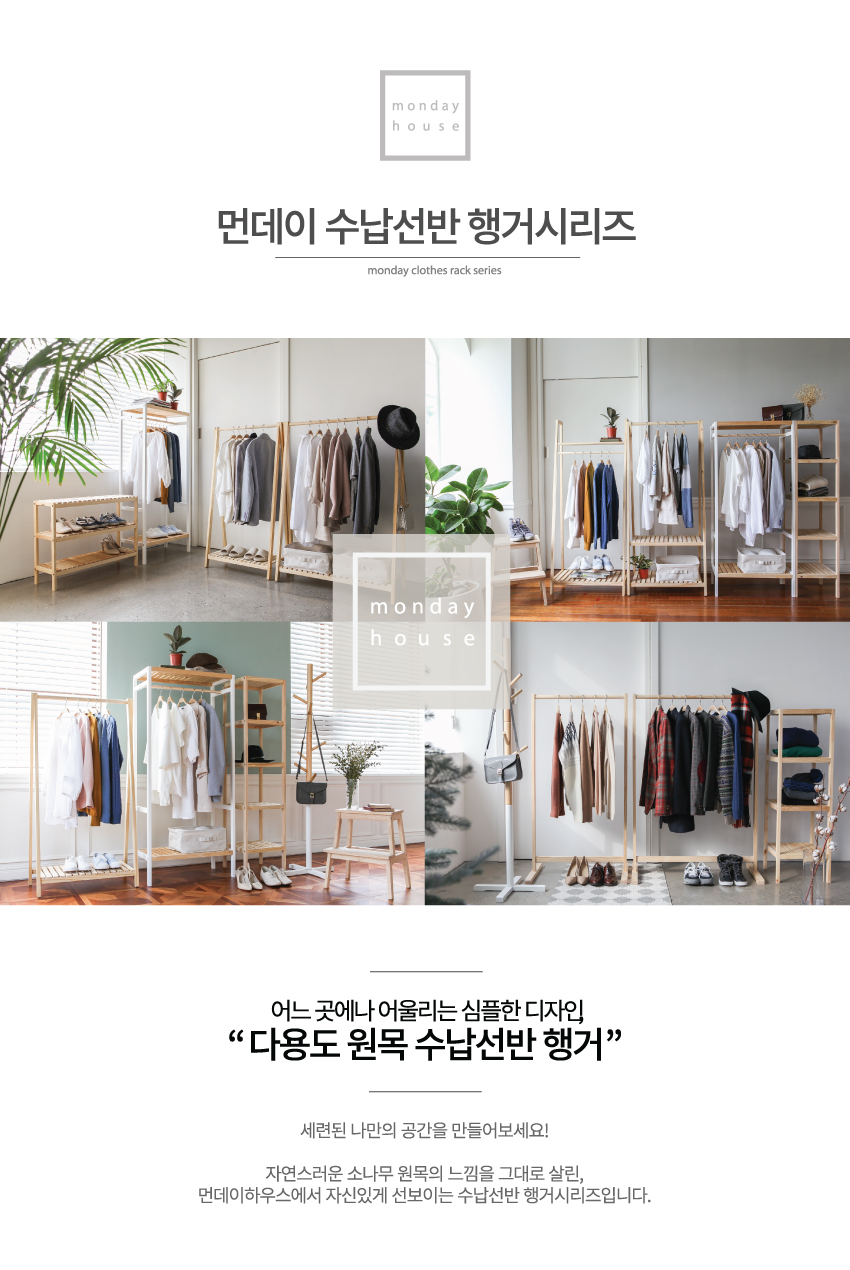 monday
house
먼데이 수납선반 행거시리즈
monday clothes rack series
monday
house
어느 곳에나 어울리는 심플한 디자인,
“ 다용도 원목 수납선반 행거 ”
세련된 나만의 공간을 만들어보세요!
자연스러운 소나무 원목의 느낌을 그대로 살린,
먼데이하우스에서 자신있게 선보이는 수납선반 행거시리즈입니다.